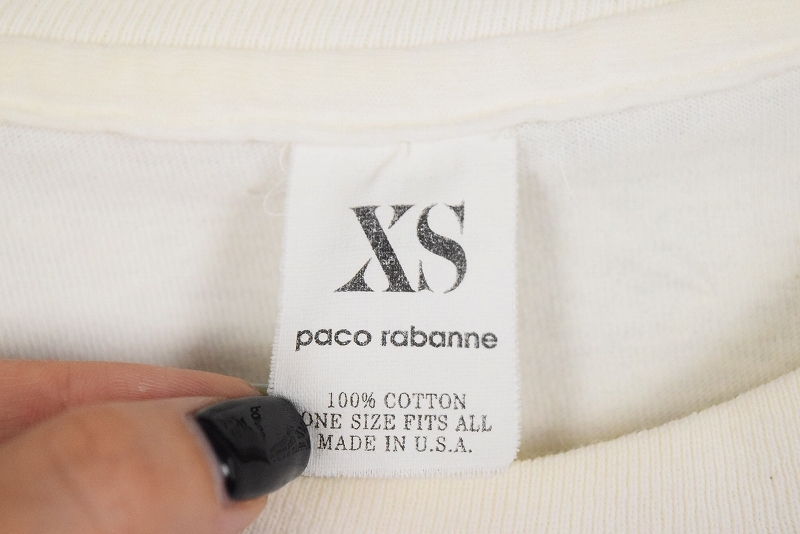 XS
paco rabanne
100% COTTON
ONE SIZE FITS ALL
MADE IN U.S.A.